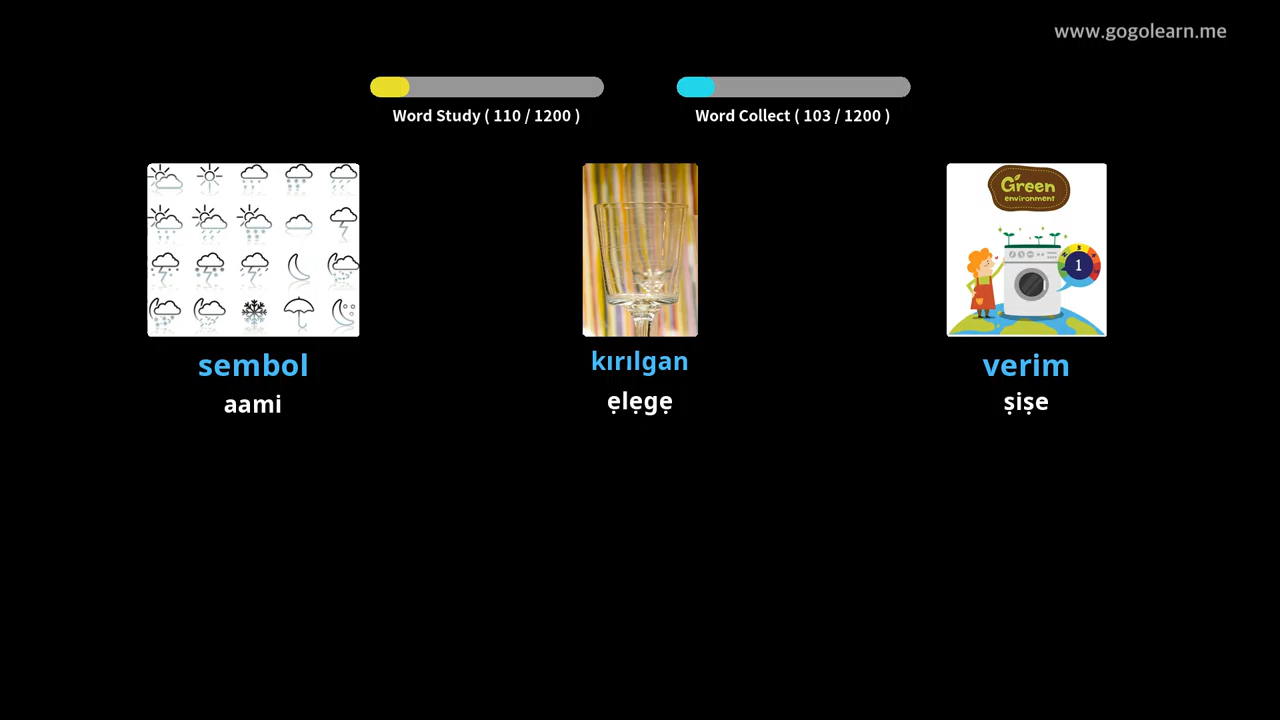 www.gogolearn.me
Word Study ( 110 / 1200 )
Word Collect ( 103 / 1200 )
Green
environment
1
sembol
kırılgan
verim
aami
ẹlẹgẹ
ṣiṣe